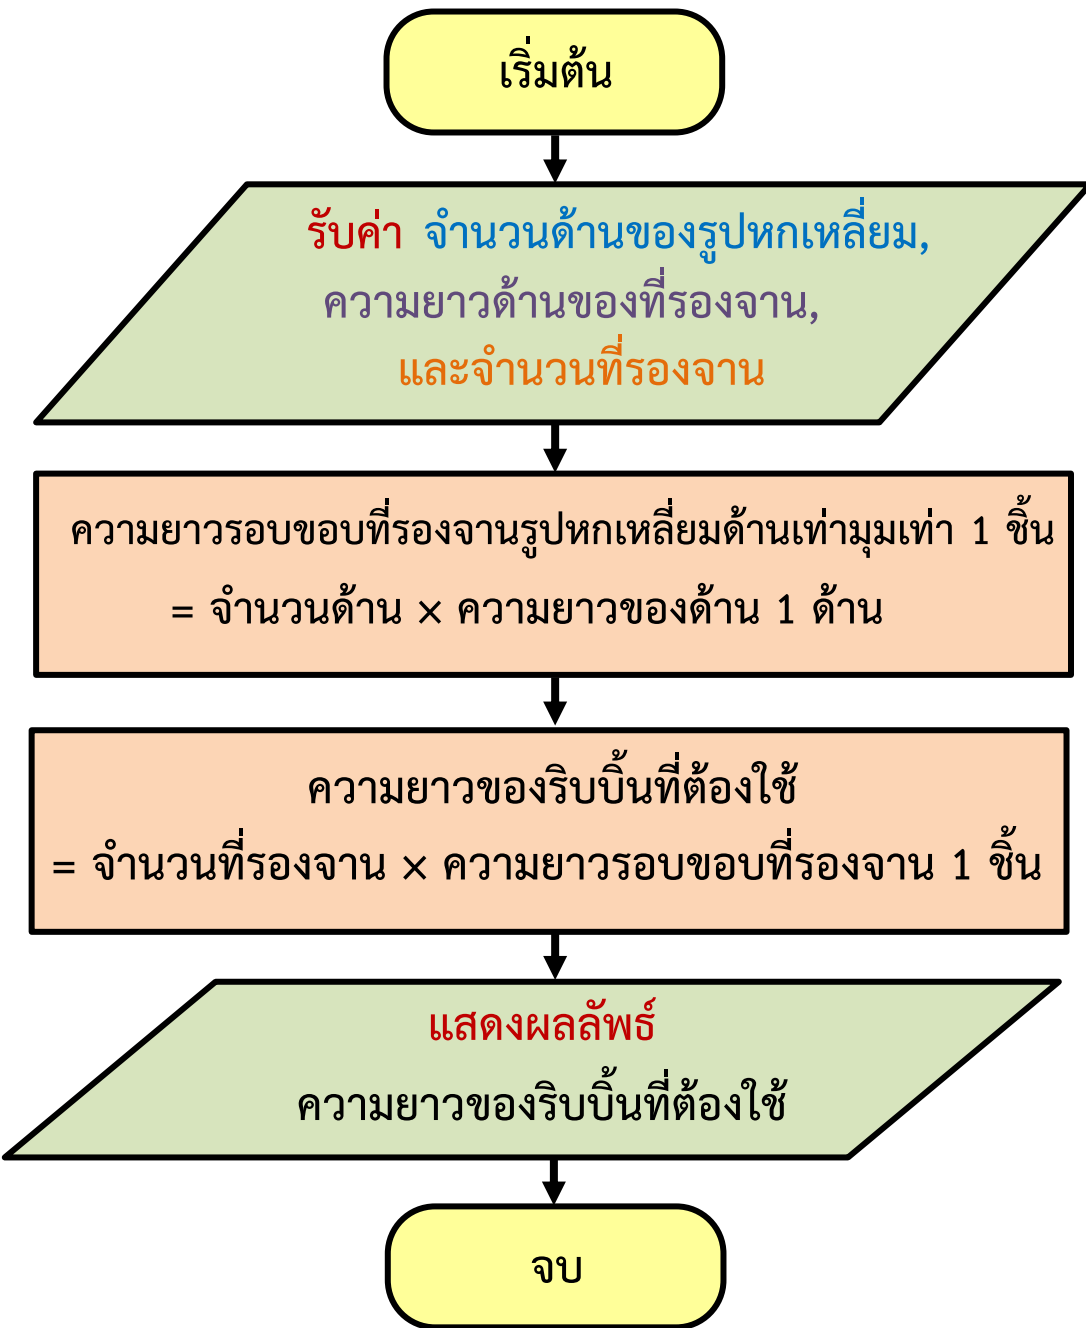 เริ่มต้น
รับค่า จำนวนด้านของรูปหกเหลี่ยม,
ความยาวด้านของที่รองจาน,
และจำนวนที่รองจาน
ความยาวรอบขอบที่รองจานรูปหกเหลี่ยมด้านเท่ามุมเท่า 1 ชิ้น
= จำนวนด้าน × ความยาวของด้าน 1 ด้าน
ความยาวของริบบิ้นที่ต้องใช้
= จำนวนที่รองจาน × ความยาวรอบขอบที่รองจาน 1 ชิ้น
แสดงผลลัพธ์
ความยาวของริบบิ้นที่ต้องใช้
จบ